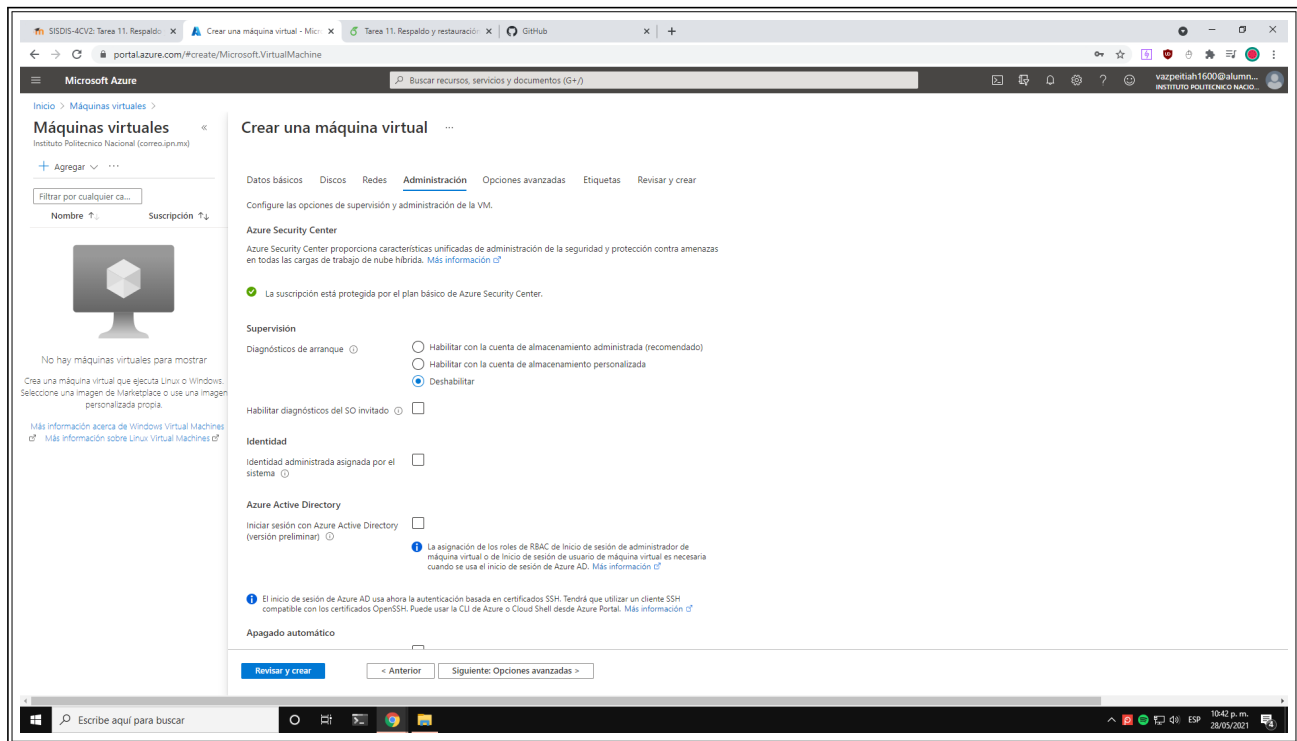 SISDIS-4CV2: Tarea 11. Respaldo
Crear una máquina virtual - Micro
Tarea 11. Respaldo y restauración
GitHub
portal.azure.com/#create/Microsoft.VirtualMachine
Microsoft Azure
Buscar recursos, servicios y documentos (G+/)
vazpeitiah1600@alumn...
INSTITUTO POLITECNICO NACIO...
Inicio > Máquinas virtuales >
Máquinas virtuales «
Instituto Politecnico Nacional (correo.ipn.mx)
+ Agregar ...
Filtrar por cualquier ca...
Nombre ↑↓ Suscripción ↑↓
No hay máquinas virtuales para mostrar
Crea una máquina virtual que ejecuta Linux o Windows.
Seleccione una imagen de Marketplace o use una imagen
personalizada propia.
Más información acerca de Windows Virtual Machines
Más información sobre Linux Virtual Machines
Crear una máquina virtual ...
Datos básicos Discos Redes Administración Opciones avanzadas Etiquetas Revisar y crear
Configure las opciones de supervisión y administración de la VM.
Azure Security Center
Azure Security Center proporciona características unificadas de administración de la seguridad y protección contra amenazas
en todas las cargas de trabajo de nube híbrida. Más información
La suscripción está protegida por el plan básico de Azure Security Center.
Supervisión
Diagnósticos de arranque
Habilitar con la cuenta de almacenamiento administrada (recomendado)
Habilitar con la cuenta de almacenamiento personalizada
Deshabilitar
Habilitar diagnósticos del SO invitado
Identidad
Identidad administrada asignada por el
sistema
Azure Active Directory
Iniciar sesión con Azure Active Directory
(versión preliminar)
La asignación de los roles de RBAC de Inicio de sesión de administrador de
máquina virtual o de Inicio de sesión de usuario de máquina virtual es necesaria
cuando se usa el inicio de sesión de Azure AD. Más información
El inicio de sesión de Azure AD usa ahora la autenticación basada en certificados SSH. Tendrá que utilizar un cliente SSH
compatible con los certificados OpenSSH. Puede usar la CLI de Azure o Cloud Shell desde Azure Portal. Más información
Apagado automático
Revisar y crear
< Anterior
Siguiente: Opciones avanzadas >
Escribe aquí para buscar
ESP
10:42 p. m.
28/05/2021
4